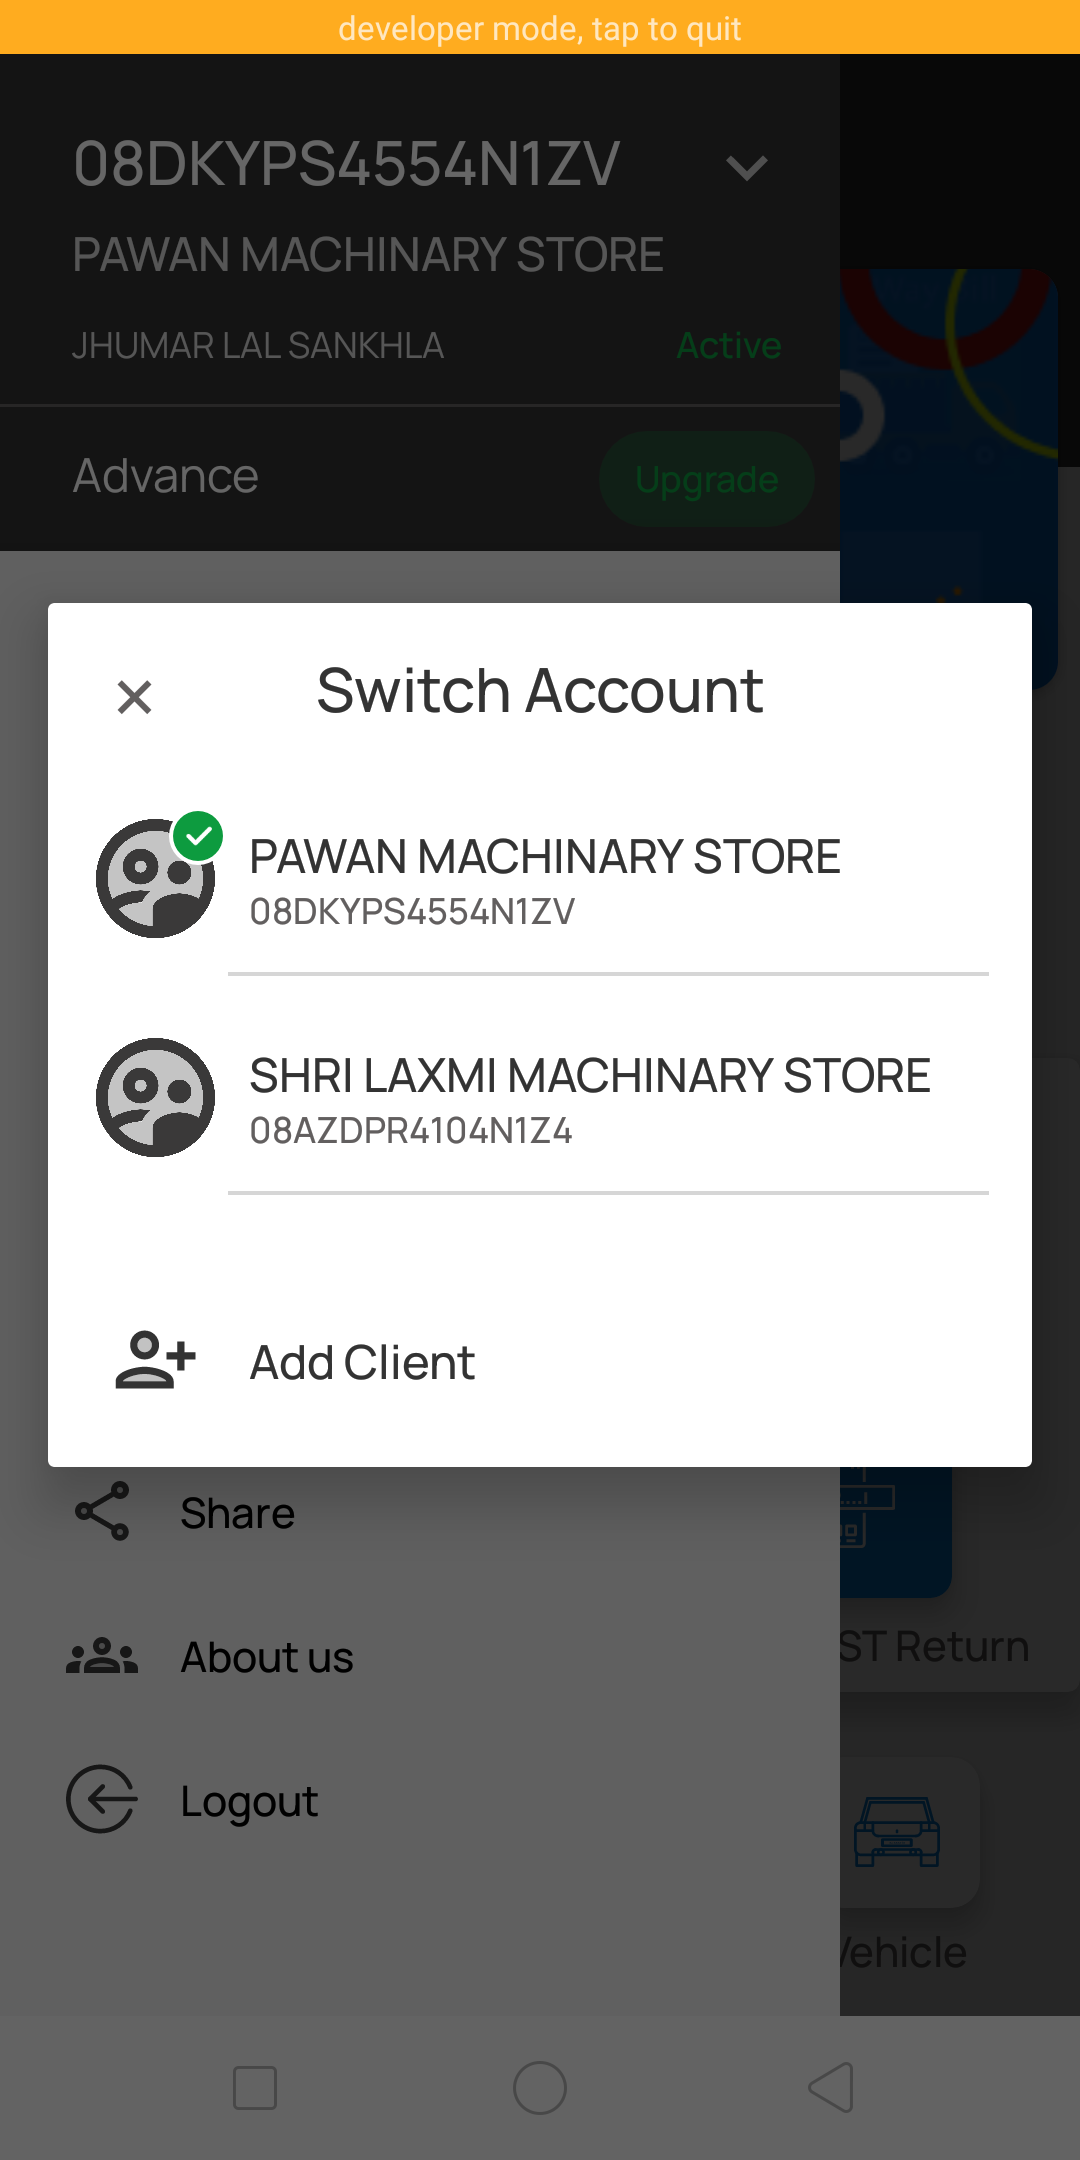 developer mode, tap to quit
08DKYPS4554N1ZV
PAWAN MACHINARY STORE
JHUMAR LAL SANKHLA
Active
Advance
Upgrade
Switch Account
PAWAN MACHINARY STORE
08DKYPS4554N1ZV
SHRI LAXMI MACHINARY STORE
08AZDPR4104N1Z4
Add Client
Share
About us
Logout
ST Return
Vehicle